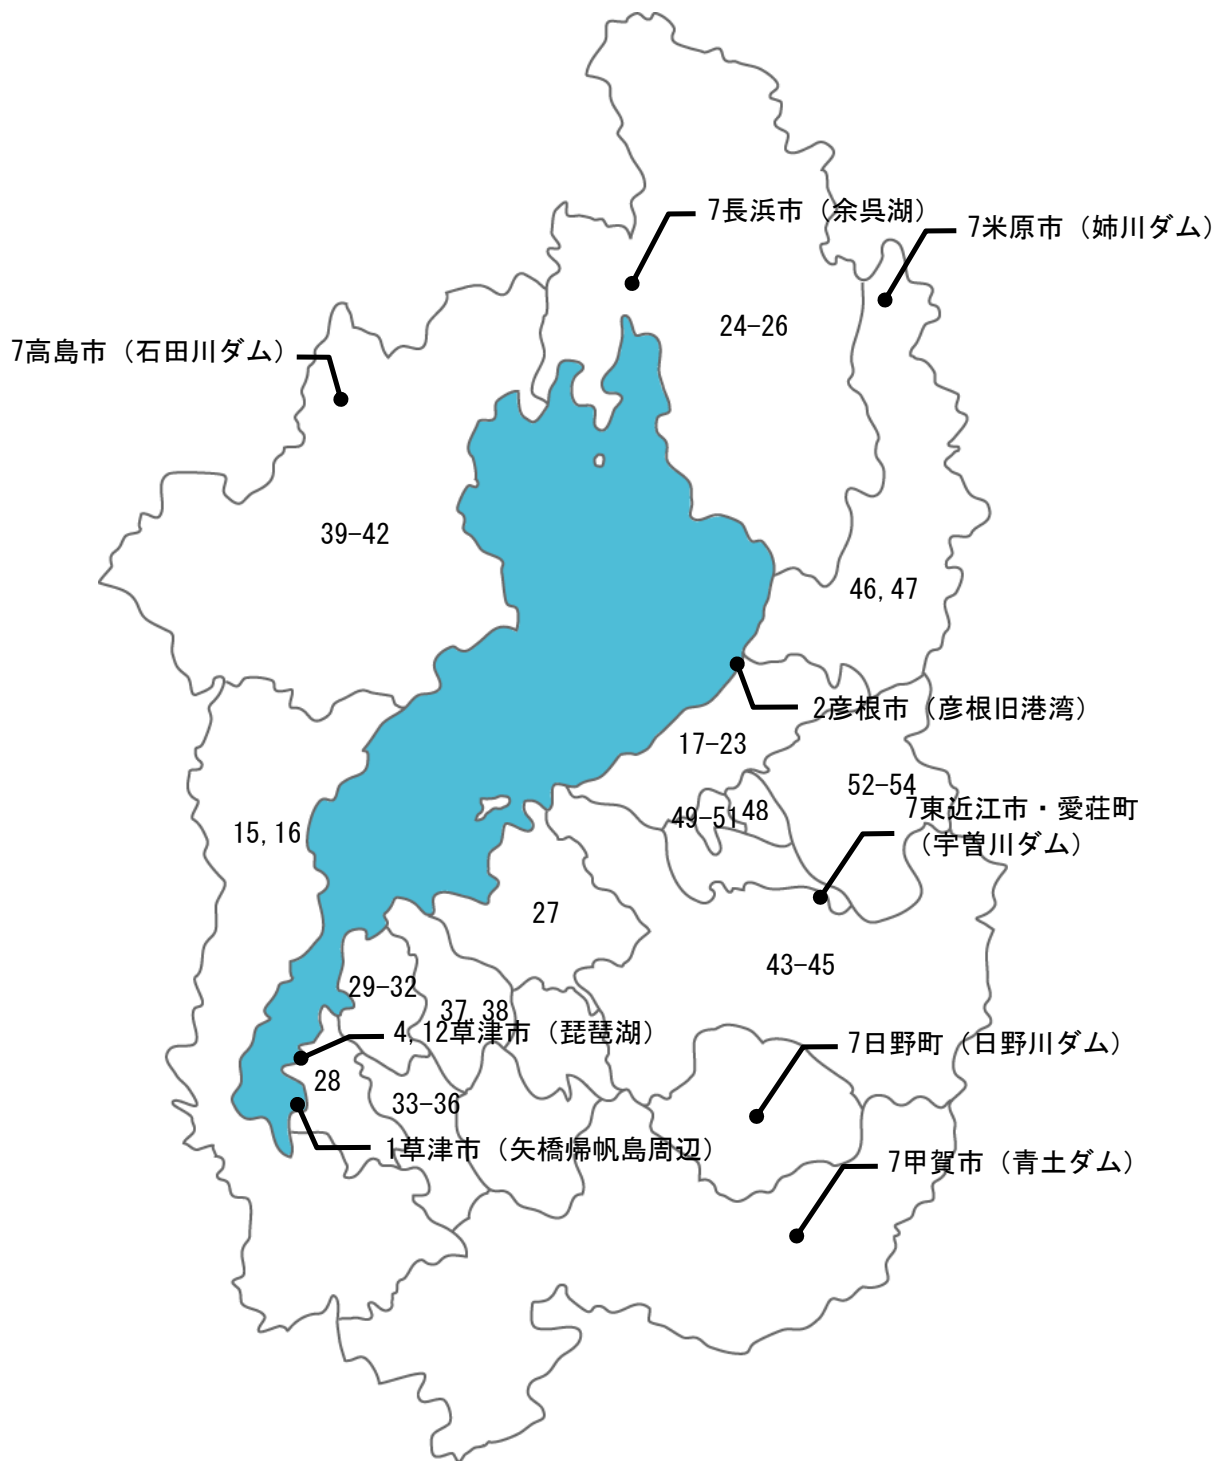 7長浜市（余呉湖）
7米原市（姉川ダム）
24−26
7高島市（石田川ダム）
39−42
46,47
2彦根市（彦根旧港湾）
17−23
52−54
49−51
48
7東近江市・愛荘町
（宇曽川ダム）
15,16
27
43−45
29−32
37,38
4,12草津市（琵琶湖）
7日野町（日野川ダム）
28
33−36
1草津市（矢橋帰帆島周辺）
7甲賀市（青土ダム）